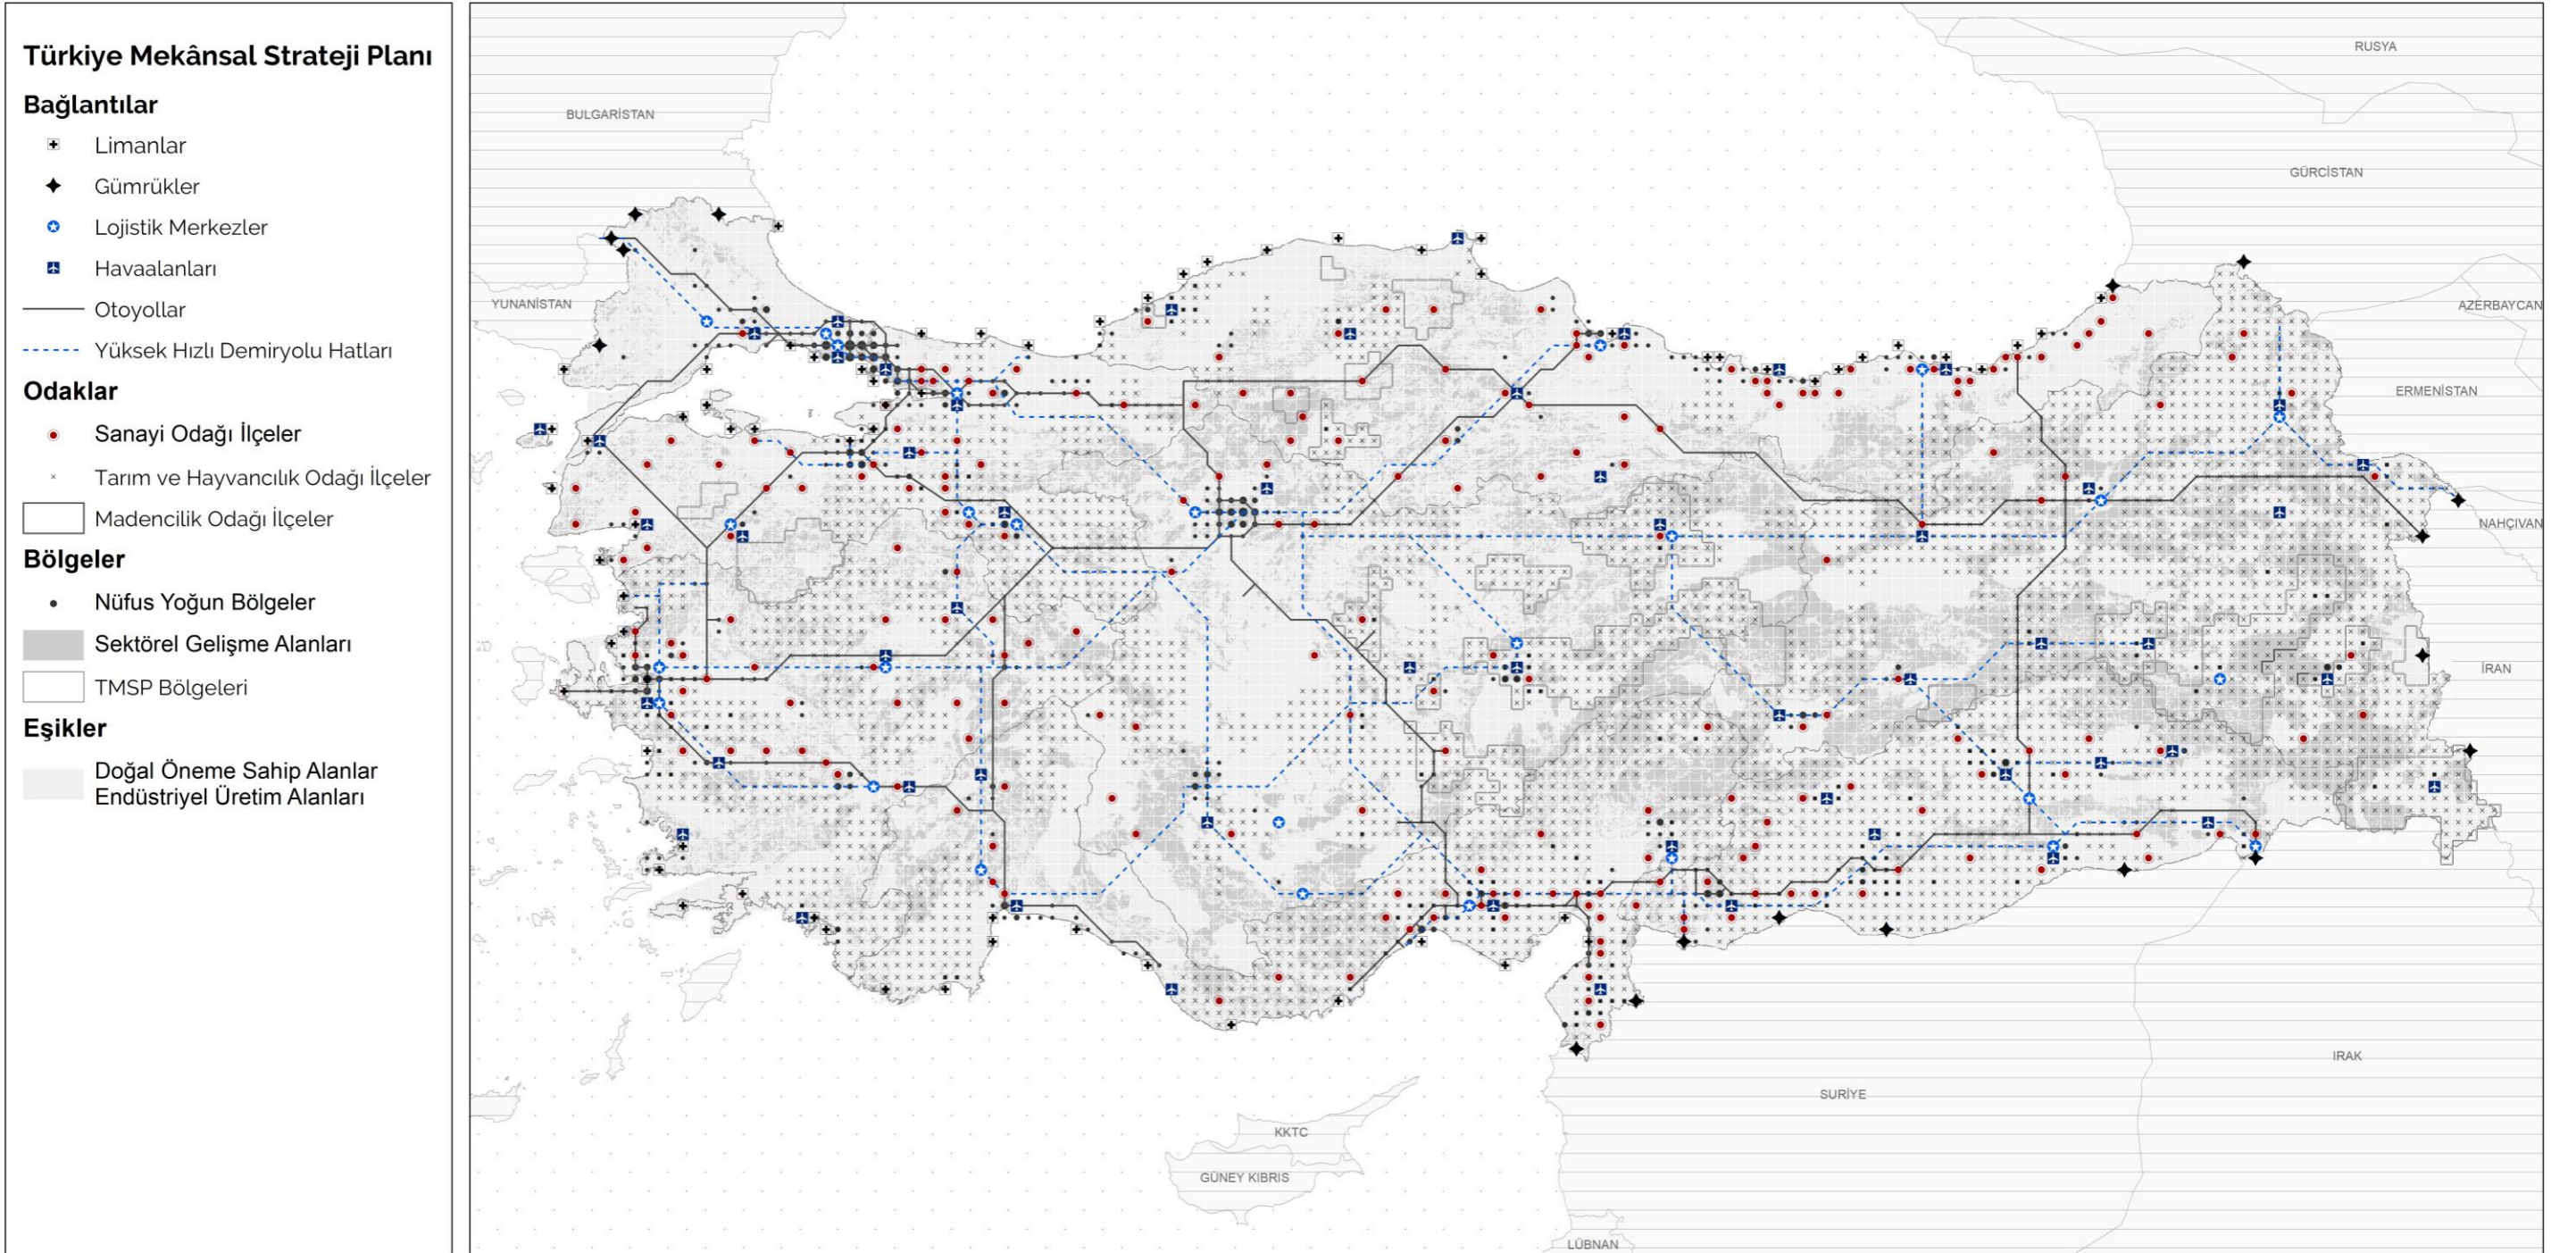 Türkiye Mekânsal Strateji Planı
Bağlantılar
Limanlar
Gümrükler
Lojistik Merkezler
Havaalanları
Otoyollar
Yüksek Hızlı Demiryolu Hatları
Odaklar
Sanayi Odağı İlçeler
Tarım ve Hayvancılık Odağı İlçeler
Madencilik Odağı İlçeler
Bölgeler
Nüfus Yoğun Bölgeler
Sektörel Gelişme Alanları
TMSP Bölgeleri
Eşikler
Doğal Öneme Sahip Alanlar
Endüstriyel Üretim Alanları
RUSYA
BULGARİSTAN
GÜRCİSTAN
YUNANİSTAN
AZERBAYCAN
ERMENİSTAN
NAHÇIVAN
İRAN
IRAK
SURİYE
KKTC
GÜNEY KIBRIS
LÜBNAN